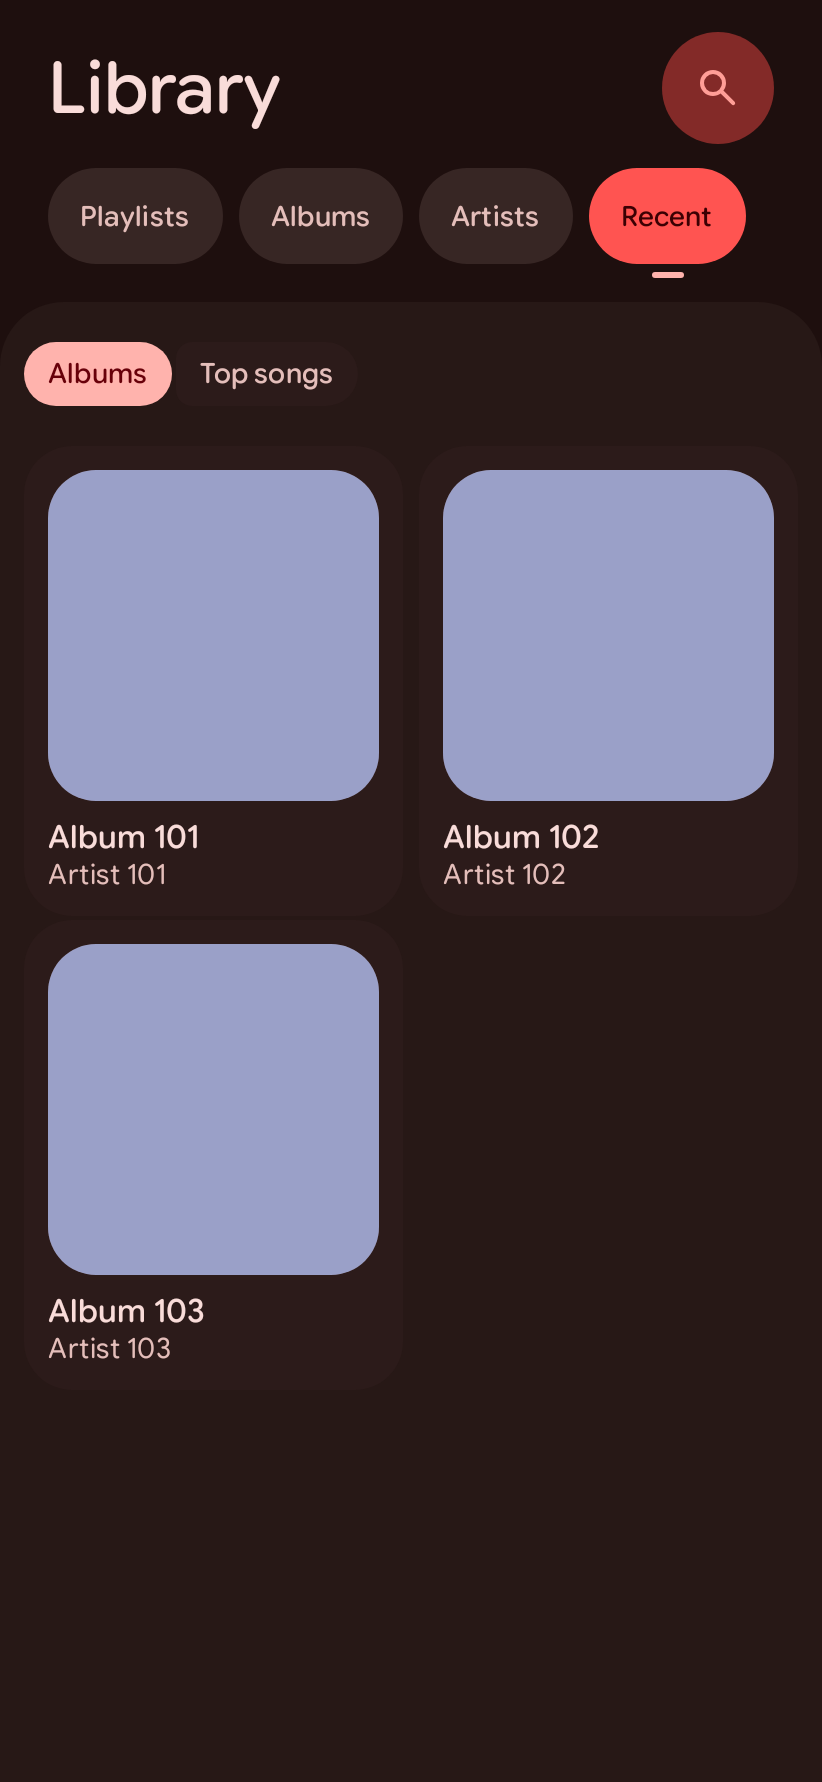 Library
Playlists Albums Artists Recent
Albums Top songs
Album 101 Album 102
Artist 101 Artist 102
Album 103
Artist 103